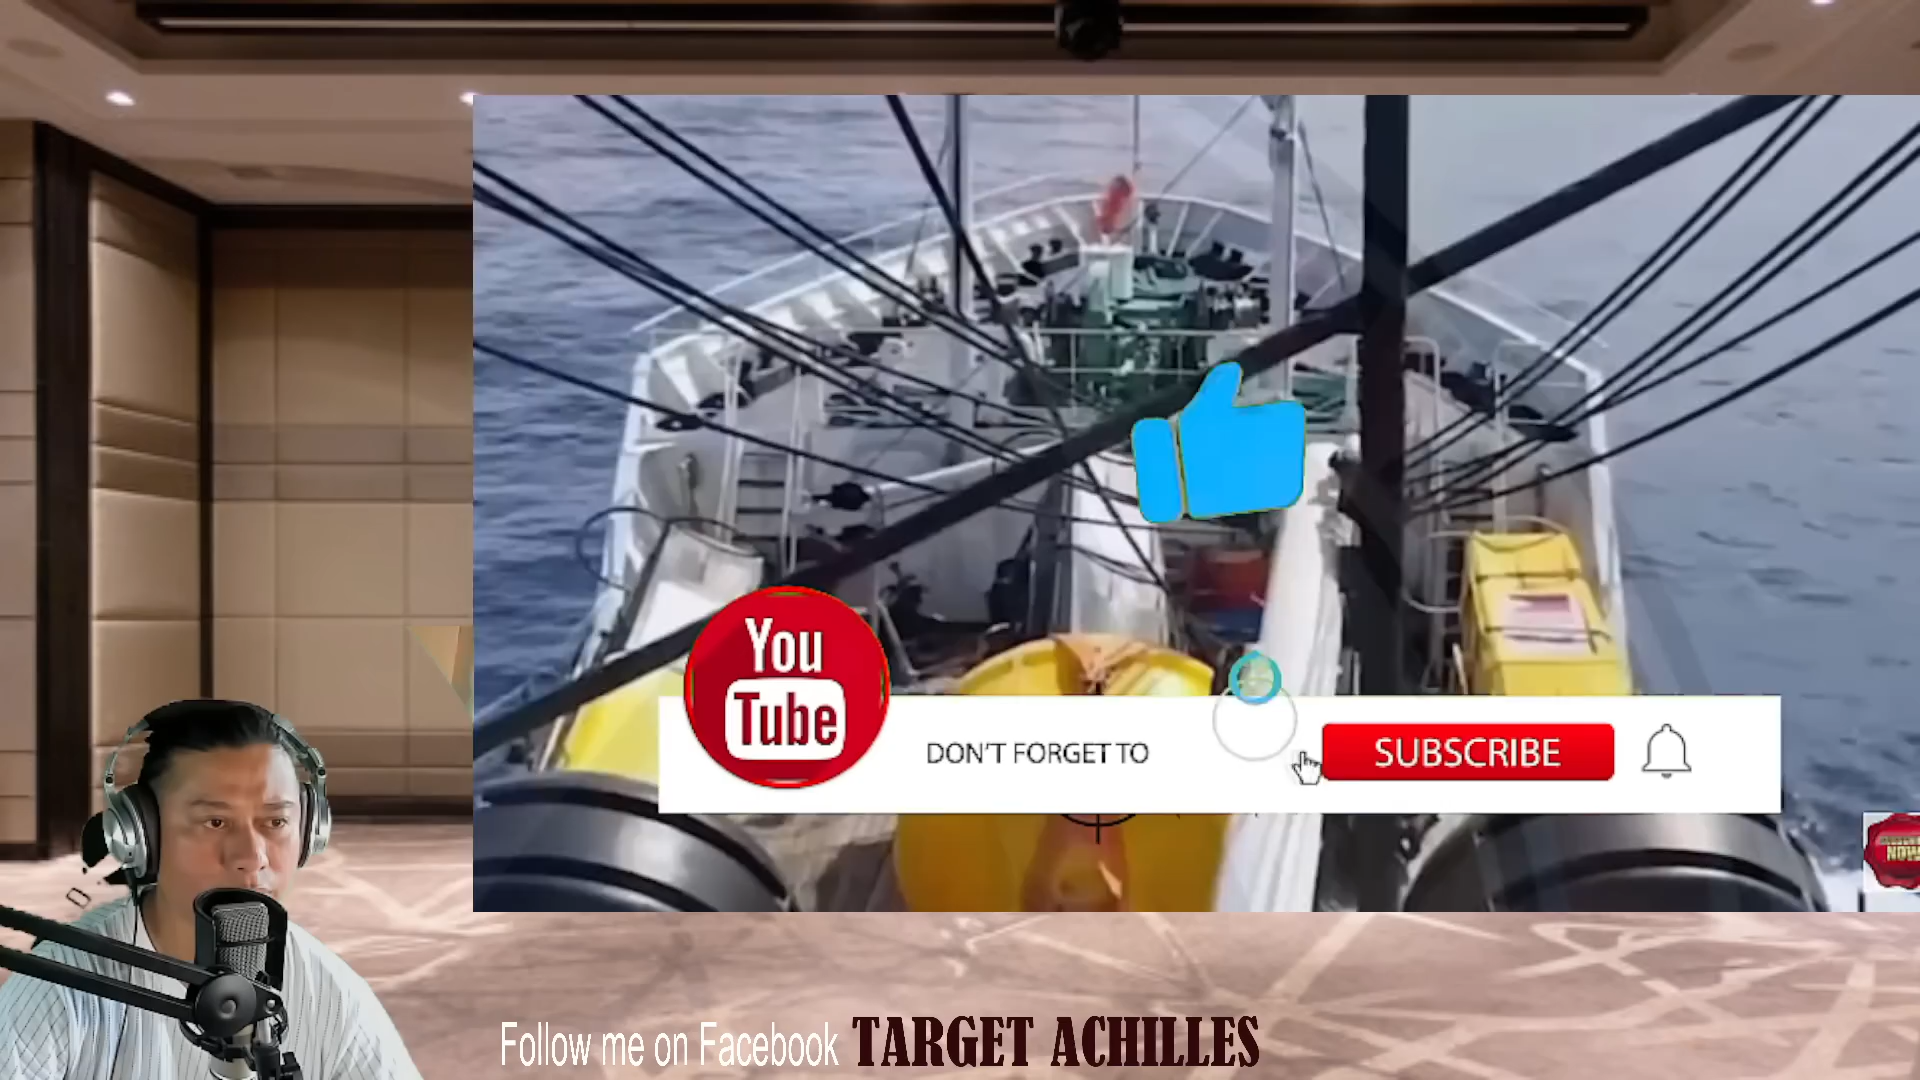 You
Tube
DON'T FORGET TO
SUBSCRIBE
Follow me on Facebook TARGET ACHILLES